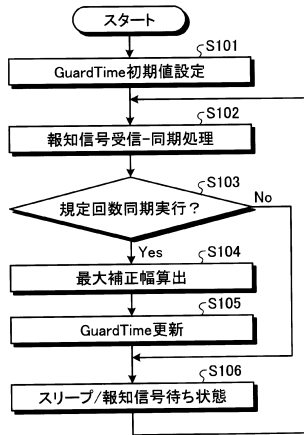 スタート
S101
GuardTime初期値設定
S102
報知信号受信-同期処理
S103
規定回数同期実行？
No
Yes
S104
最大補正幅算出
S105
GuardTime更新
S106
スリープ/報知信号待ち状態